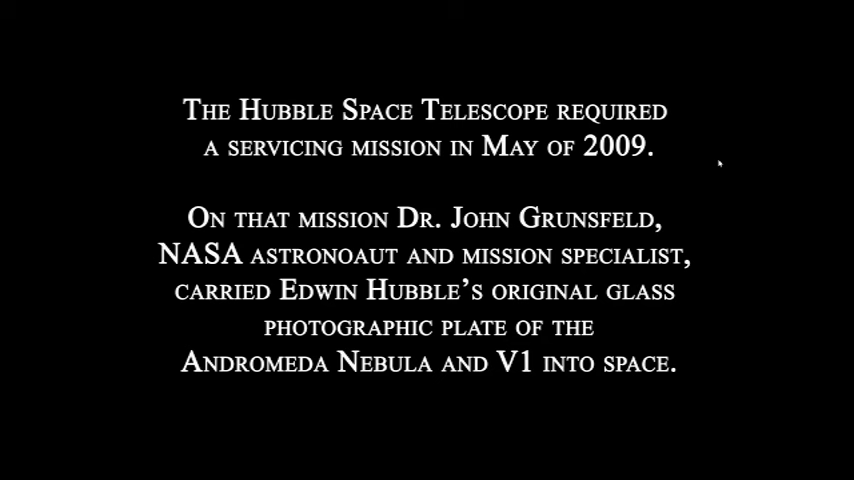 The Hubble Space Telescope required
a servicing mission in May of 2009.
On that mission Dr. John Grunsfeld,
NASA astronoaut and mission specialist,
carried Edwin Hubble's original glass
photographic plate of the
Andromeda Nebula and V1 into space.